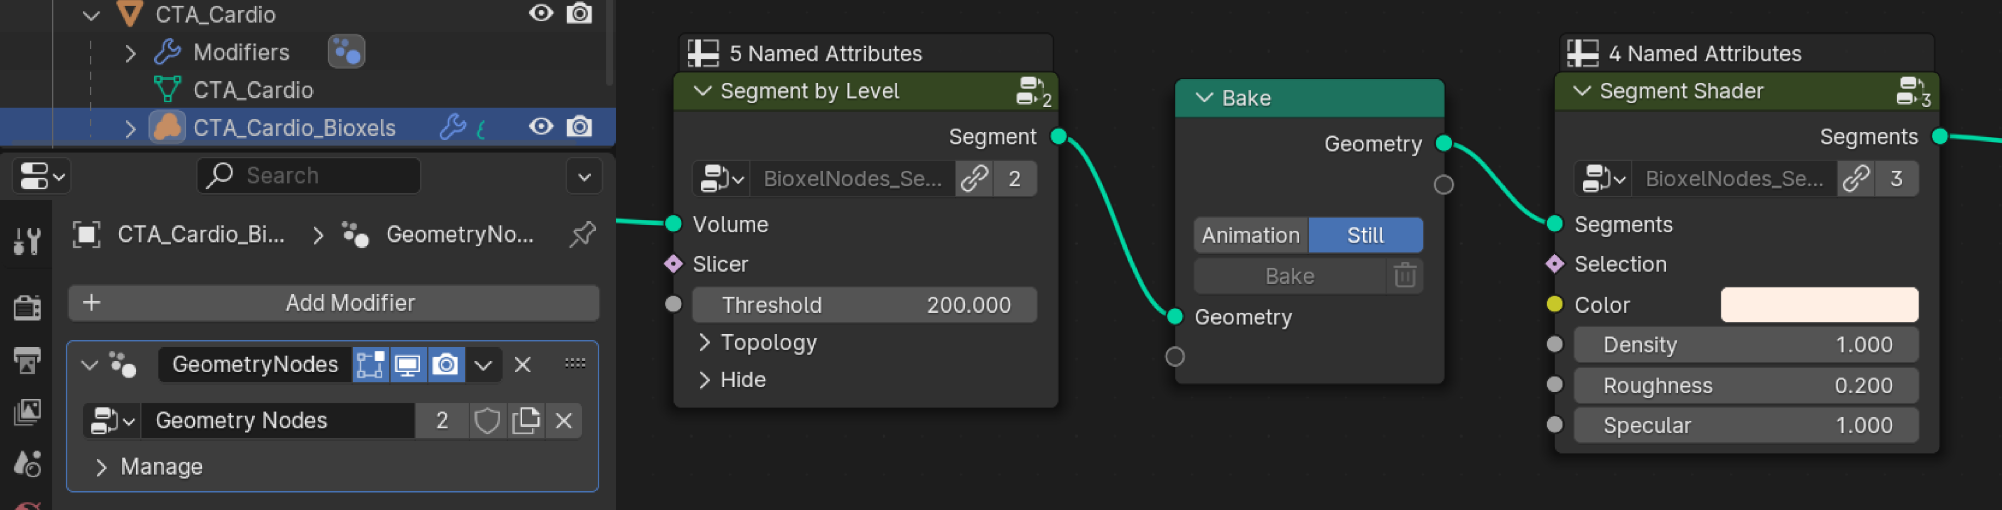 CTA_Cardio
Modifiers
CTA_Cardio
CTA_Cardio_Bioxels
Search
CTA_Cardio_Bi... GeometryNo...
Add Modifier
GeometryNodes
Geometry Nodes 2
Manage
5 Named Attributes
Segment by Level 2
Segment
BioxelNodes_Se... 2
Volume
Slicer
Threshold 200.000
Topology
Hide
Bake
Geometry
Animation Still
Bake
Geometry
4 Named Attributes
Segment Shader 3
Segments
BioxelNodes_Se... 3
Segments
Selection
Color
Density 1.000
Roughness 0.200
Specular 1.000